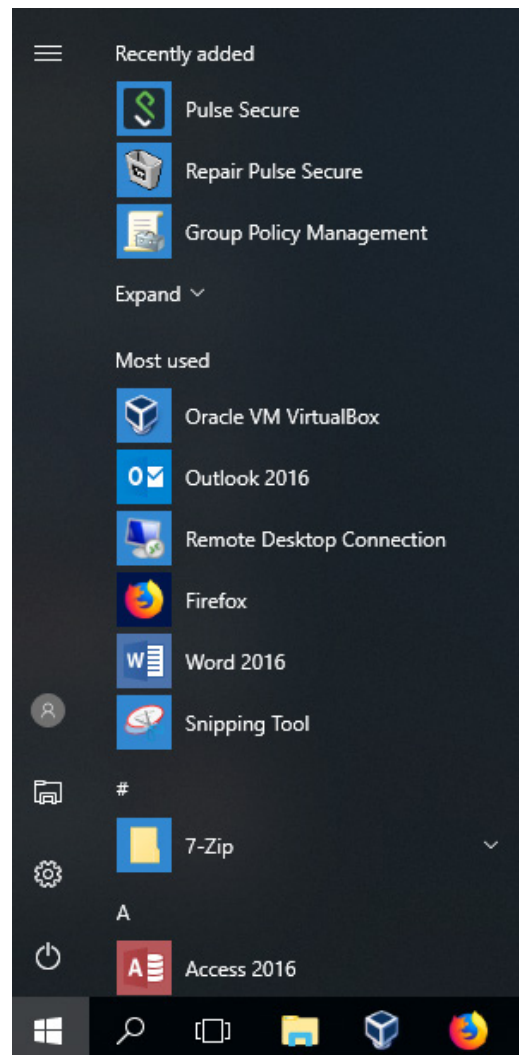 Recently added
Pulse Secure
Repair Pulse Secure
Group Policy Management
Expand
Most used
Oracle VM VirtualBox
Outlook 2016
Remote Desktop Connection
Firefox
Word 2016
Snipping Tool
#
7-Zip
A
Access 2016